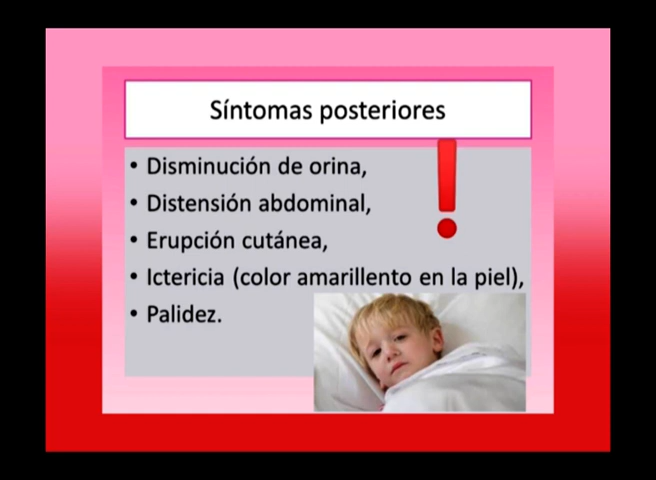 Síntomas posteriores
• Disminución de orina,
• Distensión abdominal,
• Erupción cutánea,
• Ictericia (color amarillento en la piel),
• Palidez.